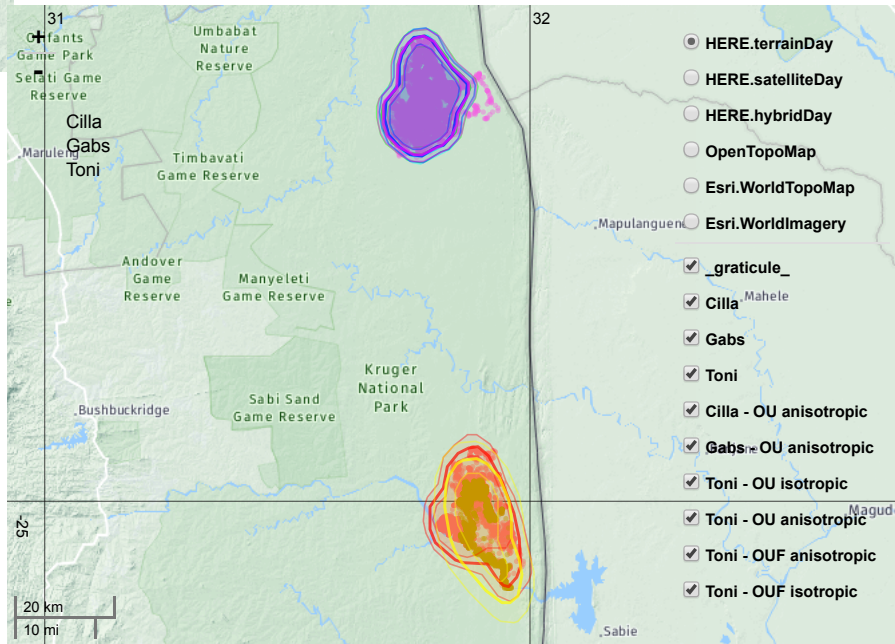 31
32
+
-
Game Park
Selati Game
Reserve
Umbabat
Nature
Reserve
Cilla
Gabs
Toni
Maruleng
Timbavati
Game Reserve
Andover
Game
Reserve
Manyeleti
Game Reserve
Kruger
National
Park
Sabi Sand
Game Reserve
Bushbuckridge
-25
20 km
10 mi
Mapulanguene
Mahele
Magud
Sabie
HERE.terrainDay
HERE.satelliteDay
HERE.hybridDay
OpenTopoMap
Esri.WorldTopoMap
Esri.WorldImagery
_graticule_
Cilla
Gabs
Toni
Cilla - OU anisotropic
Gabs - OU anisotropic
Toni - OU isotropic
Toni - OU anisotropic
Toni - OUF anisotropic
Toni - OUF isotropic